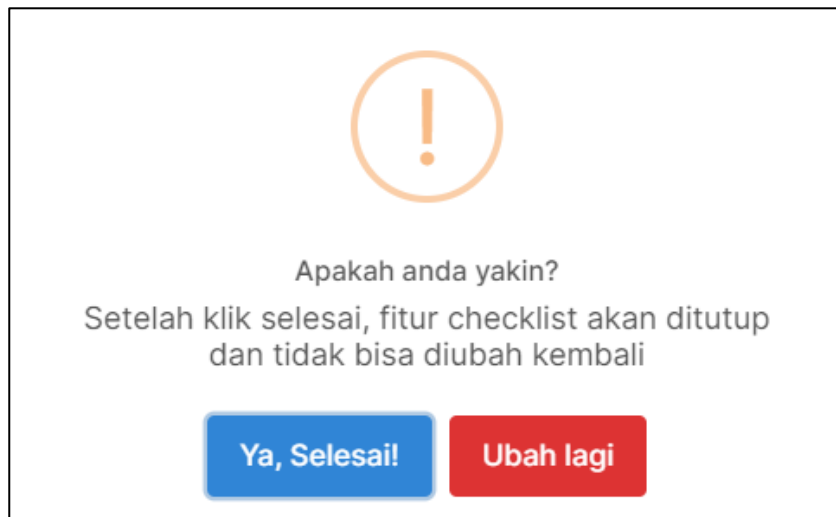 Apakah anda yakin?
Setelah klik selesai, fitur checklist akan ditutup
dan tidak bisa diubah kembali
Ya, Selesai!
Ubah lagi